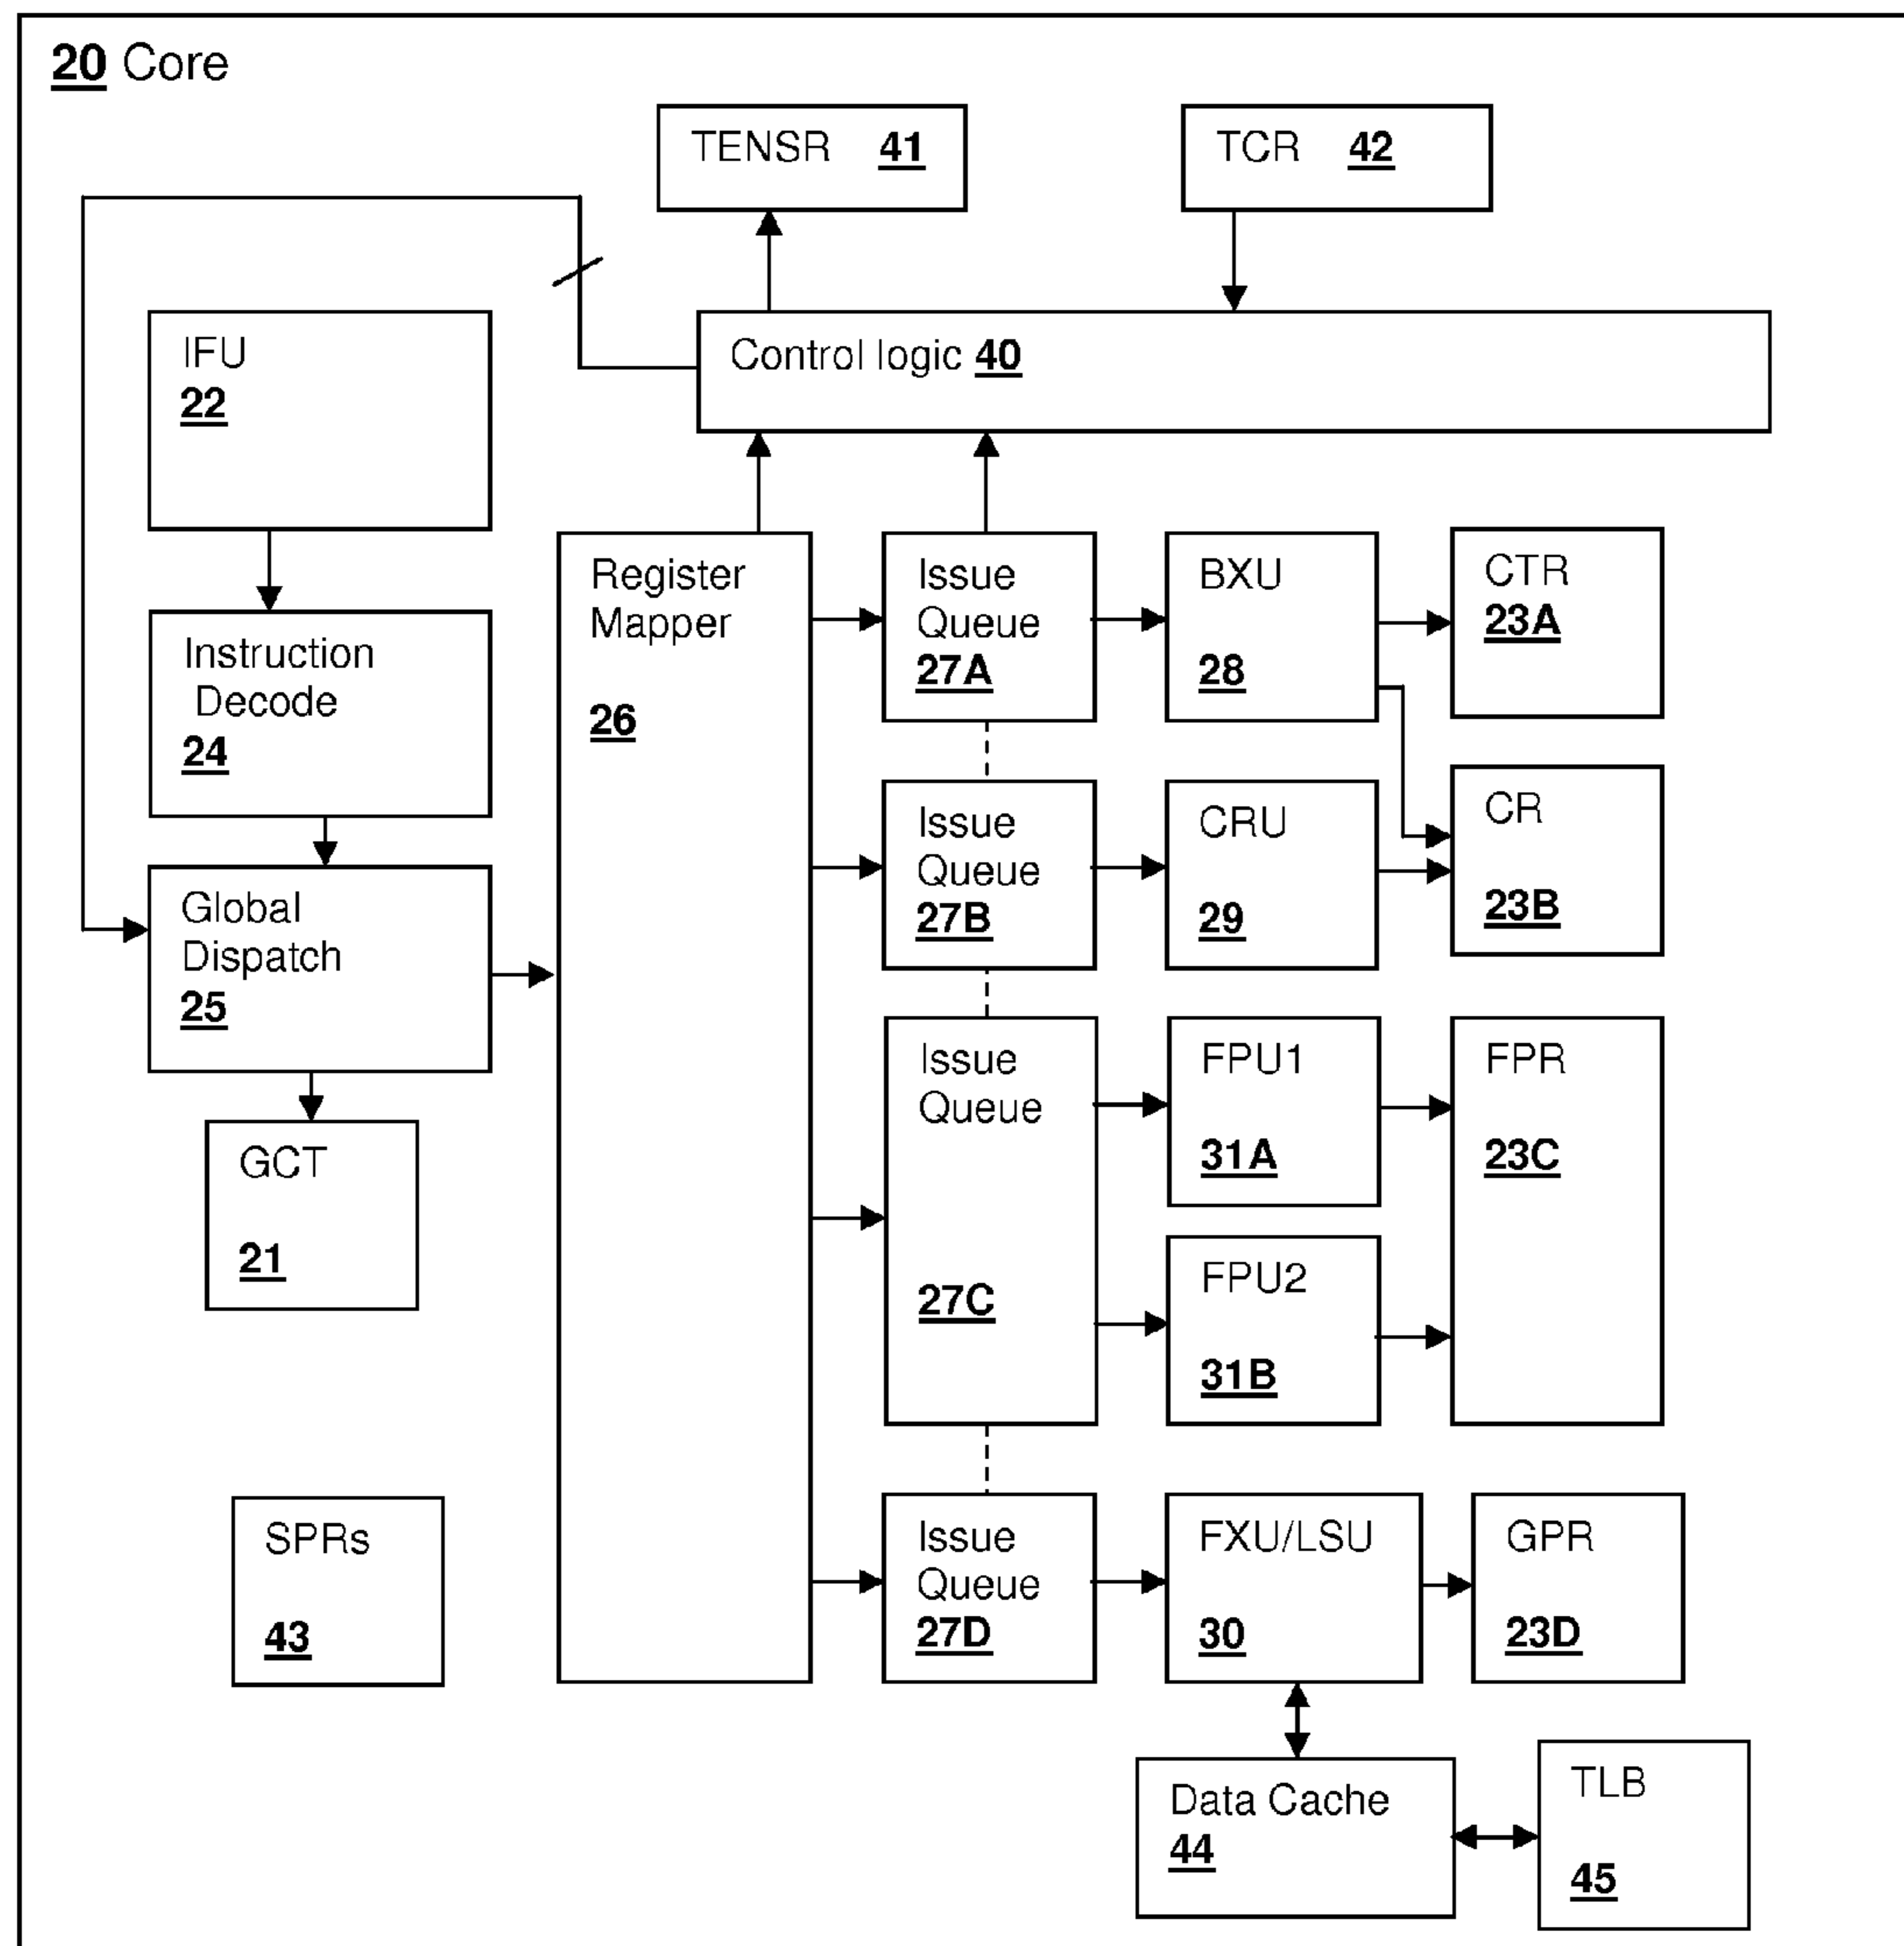 20 Core
TENSR 41
TCR 42
IFU
22
Control logic 40
Instruction
Decode
24
Global
Dispatch
25
GCT
21
SPRs
43
Register
Mapper
26
Issue
Queue
27A
BXU
28
CTR
23A
Issue
Queue
27B
CRU
29
CR
23B
Issue
Queue
27C
FPU1
31A
FPR
23C
FPU2
31B
Issue
Queue
27D
FXU/LSU
30
GPR
23D
Data Cache
44
TLB
45